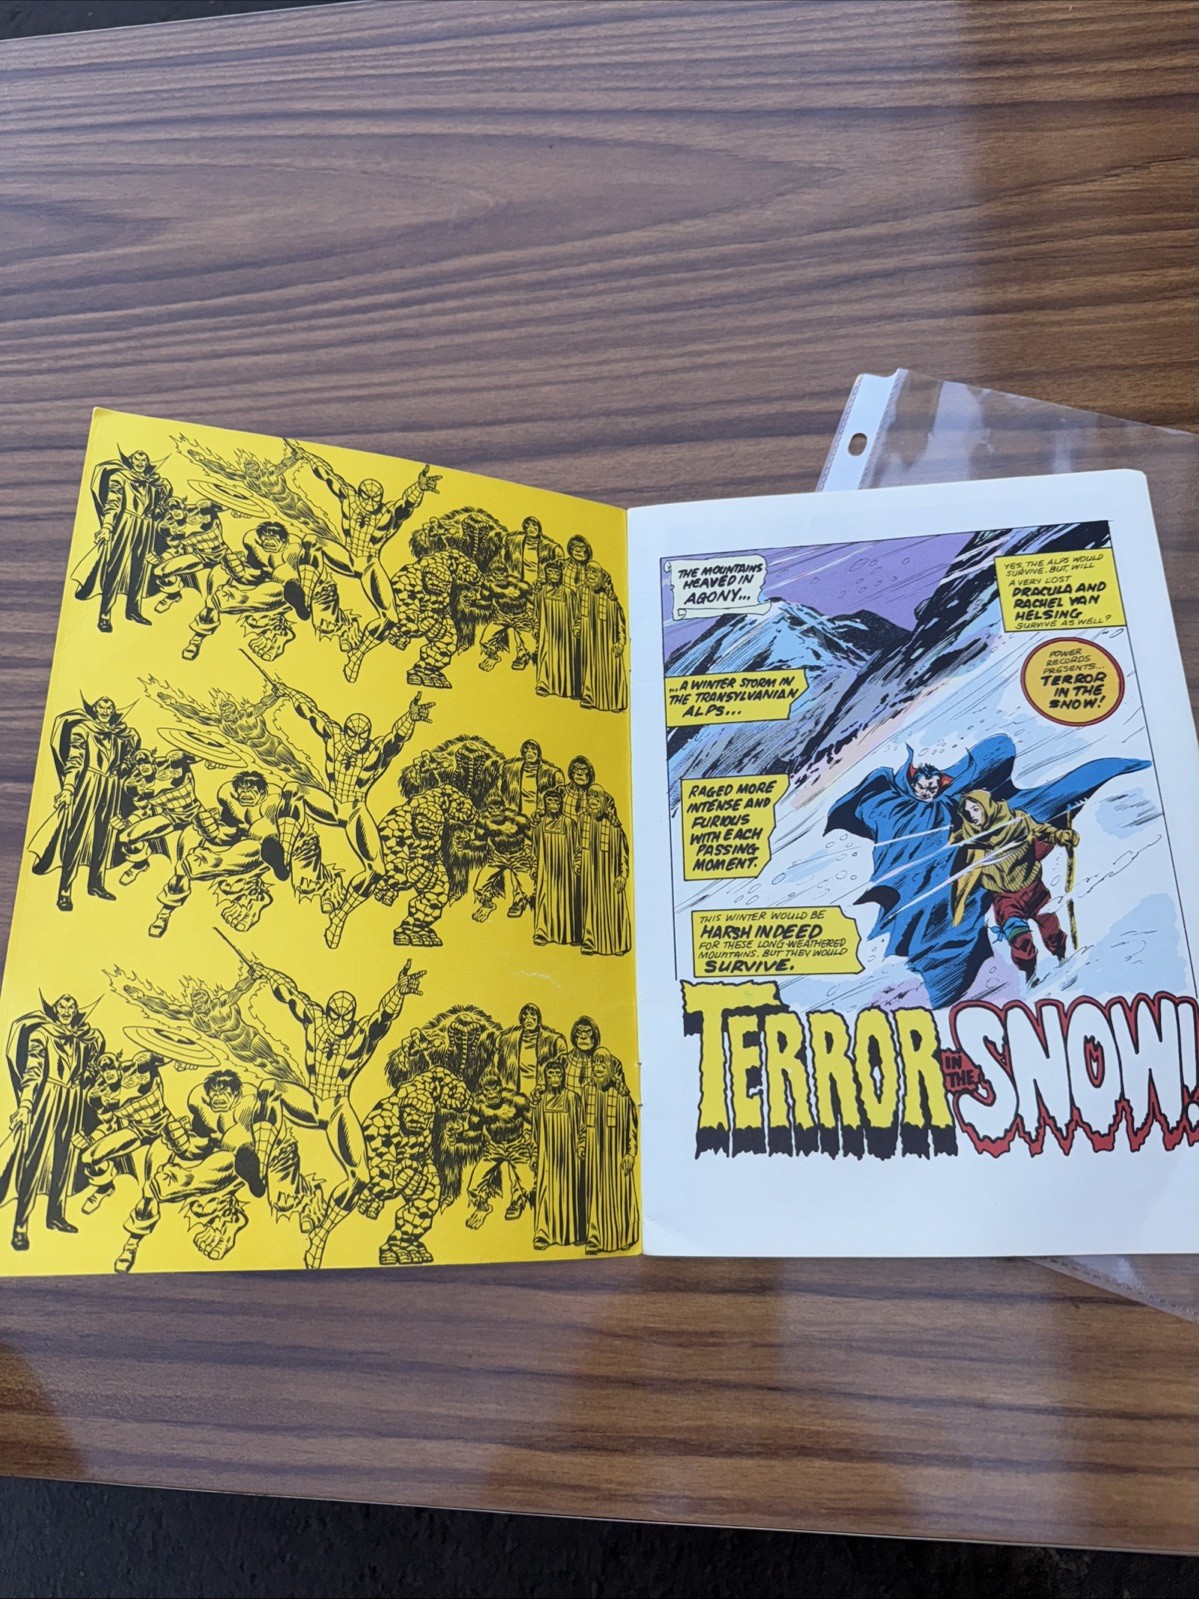 THE MOUNTAINS
HEAVED IN
AGONY...
...A WINTER STORM IN
THE TRANSYLVANIAN
ALPS...
RAGED MORE
INTENSE AND
FURIOUS
WITH EACH
PASSING
MOMENT.
THIS WINTER WOULD BE
HARSH INDEED
FOR THESE LONG-WEATHERED
MOUNTAINS. BUT THEY WOULD
SURVIVE.
YES, THE ALPS WOULD
SURVIVE. BUT, WILL
A VERY LOST
DRACULA AND
RACHEL VAN
HELSING
SURVIVE AS WELL?
POWER
RECORDS
PRESENTS...
TERROR
IN THE
SNOW!
TERROR IN THE SNOW!